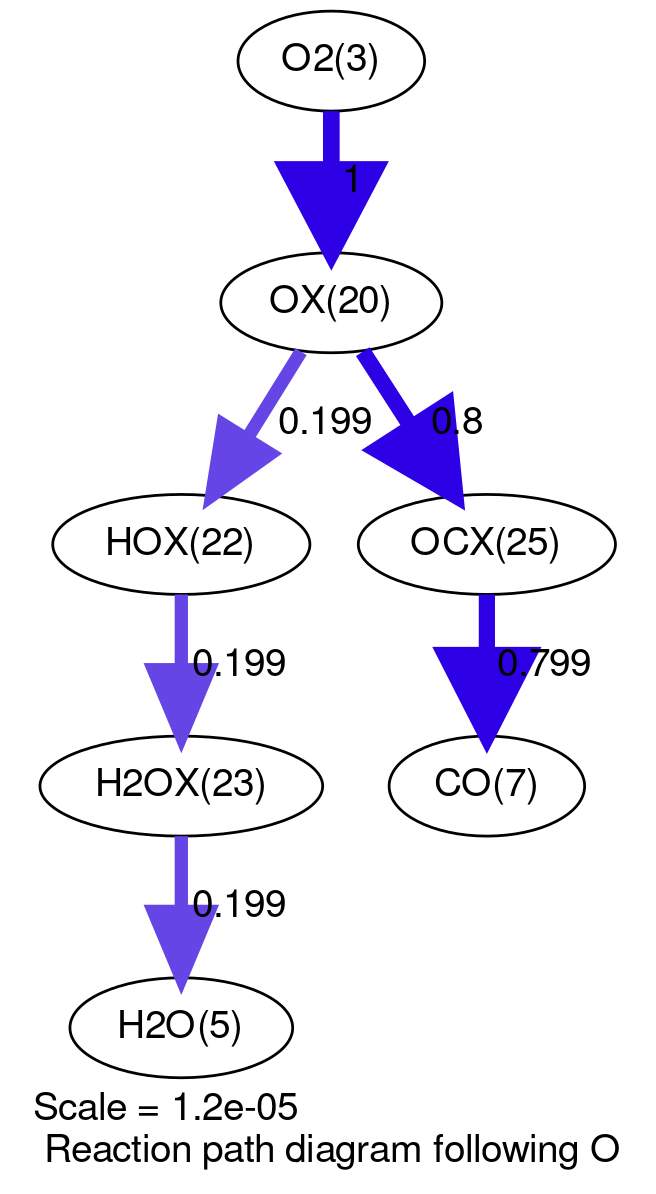 O2(3)
1
OX(20)
0.199
0.8
HOX(22)
OCX(25)
0.199
0.799
H2OX(23)
CO(7)
0.199
H2O(5)
Scale = 1.2e-05
Reaction path diagram following O